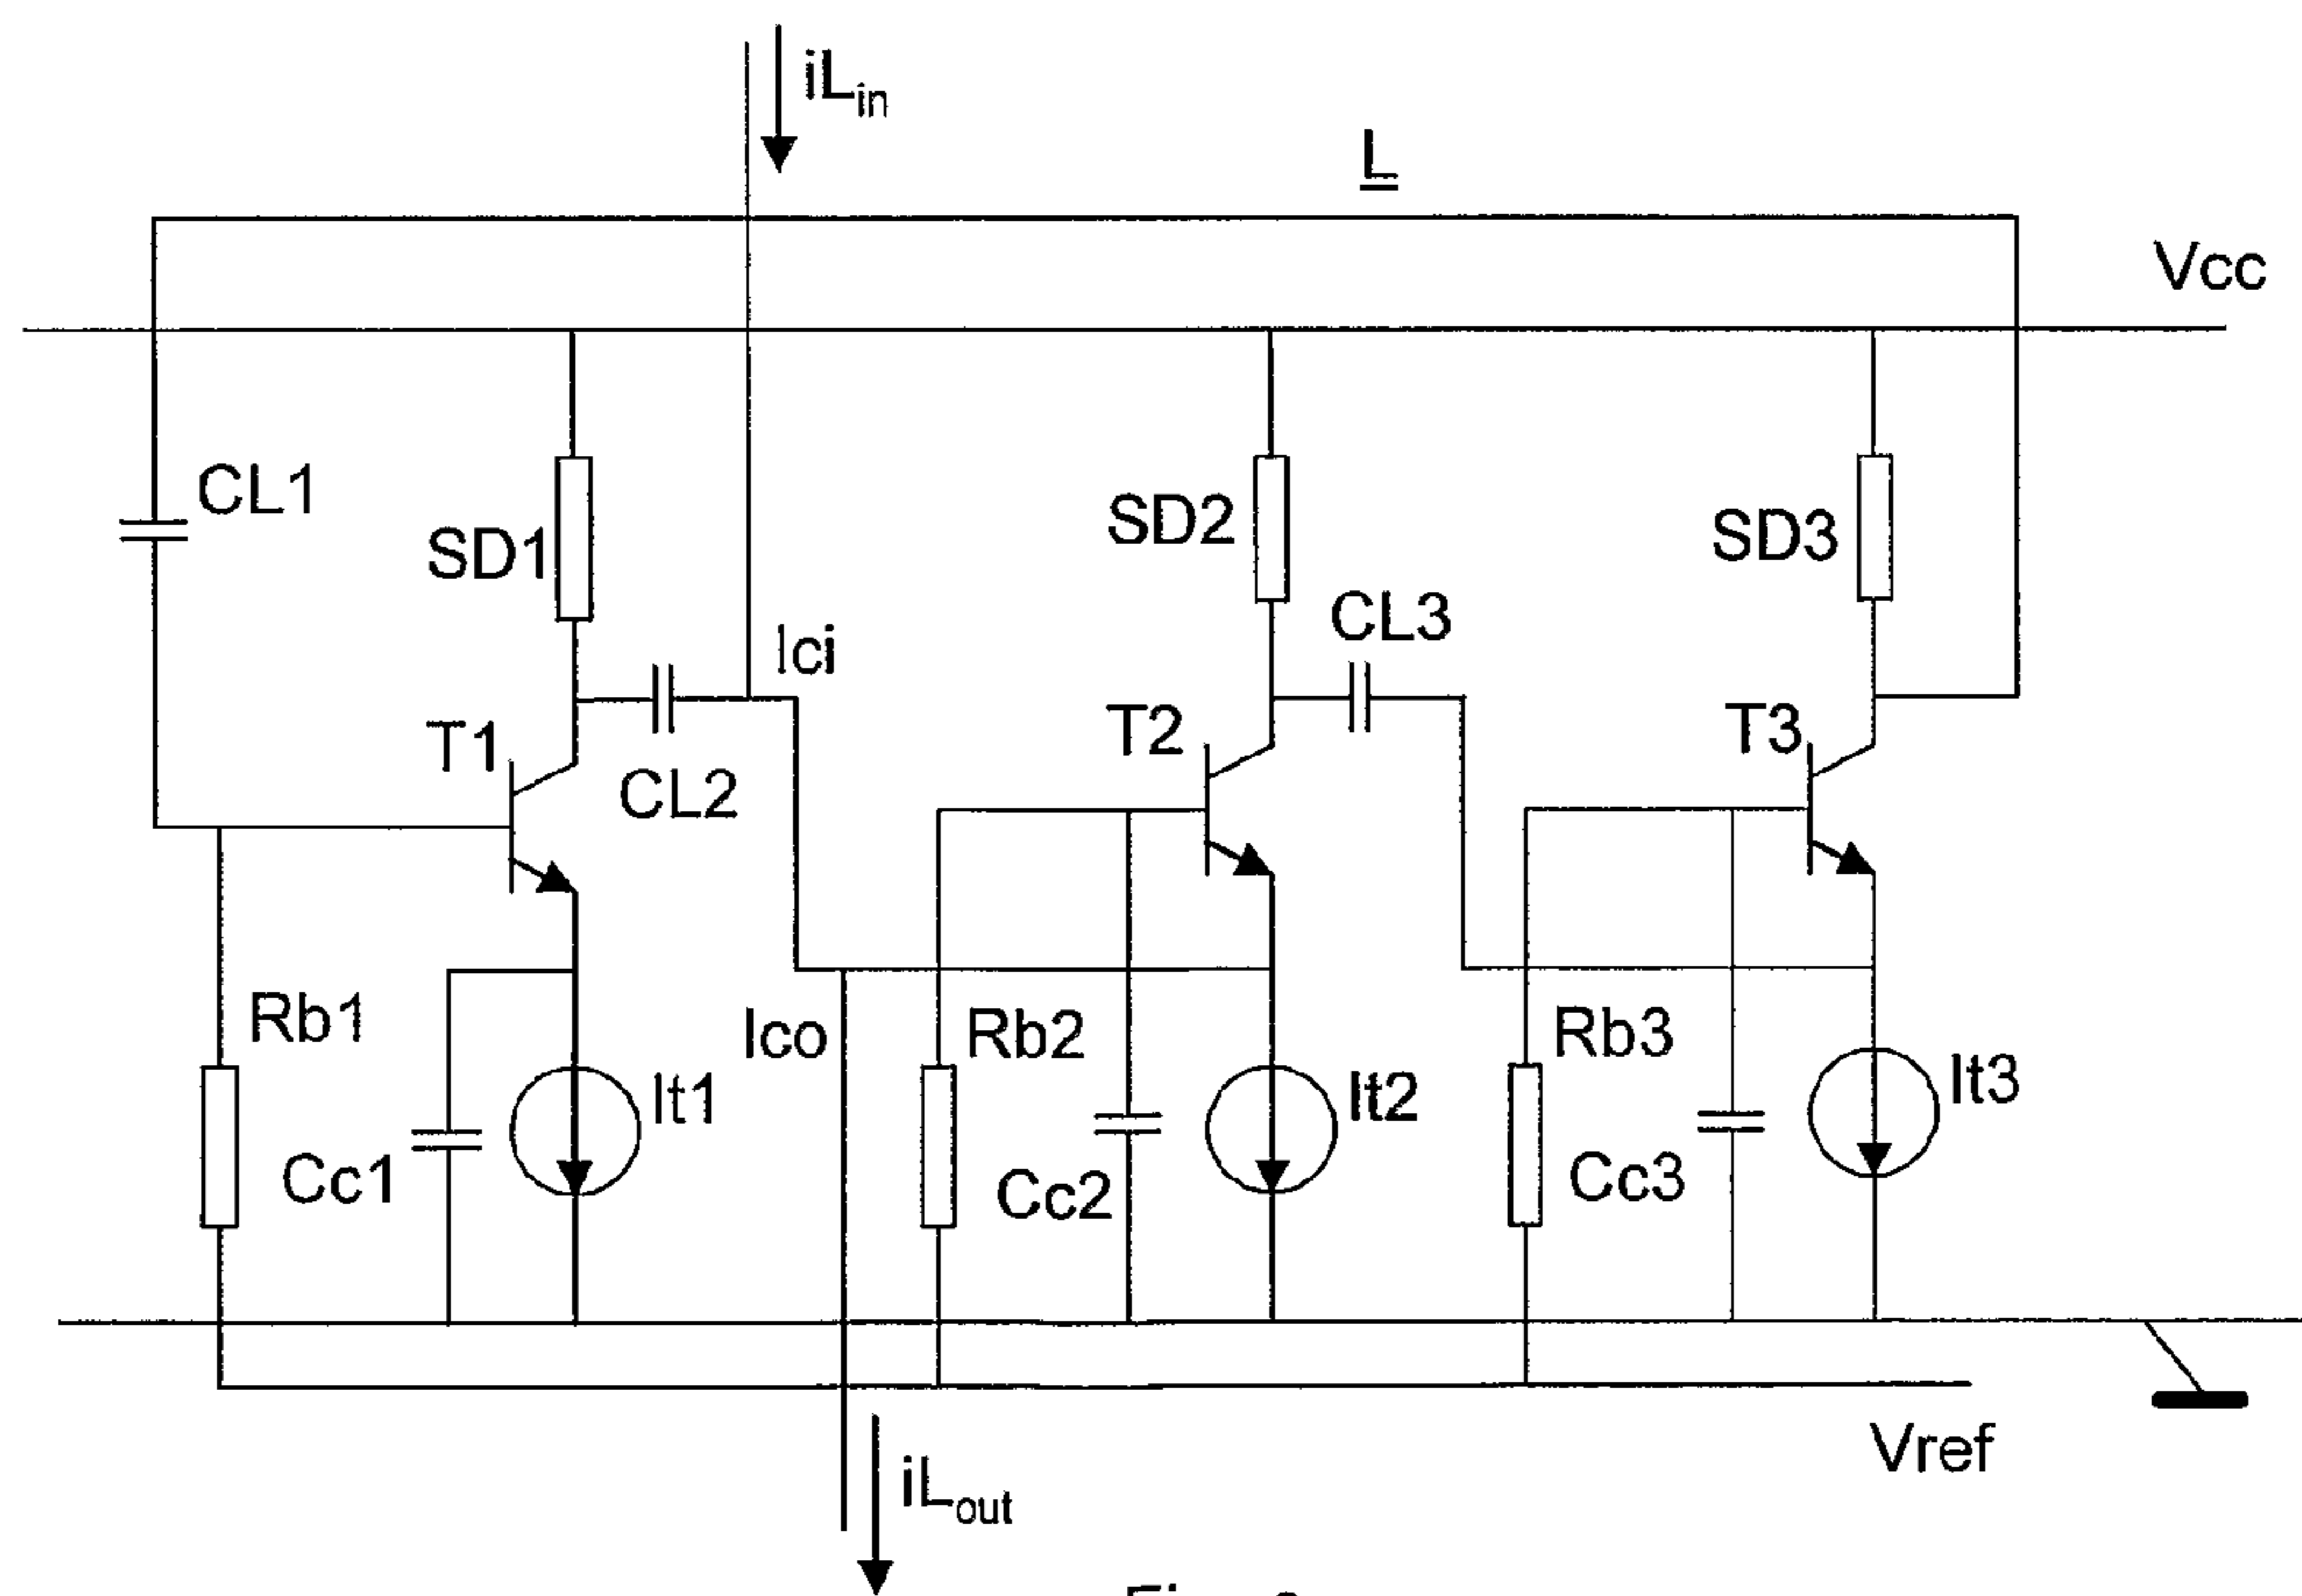 iLin
L
Vcc
CL1
SD1
SD2
SD3
CL3
Ici
T1
T2
T3
CL2
Rb1
Ico
Rb2
Rb3
It1
It2
It3
Cc1
Cc2
Cc3
Vref
iLout